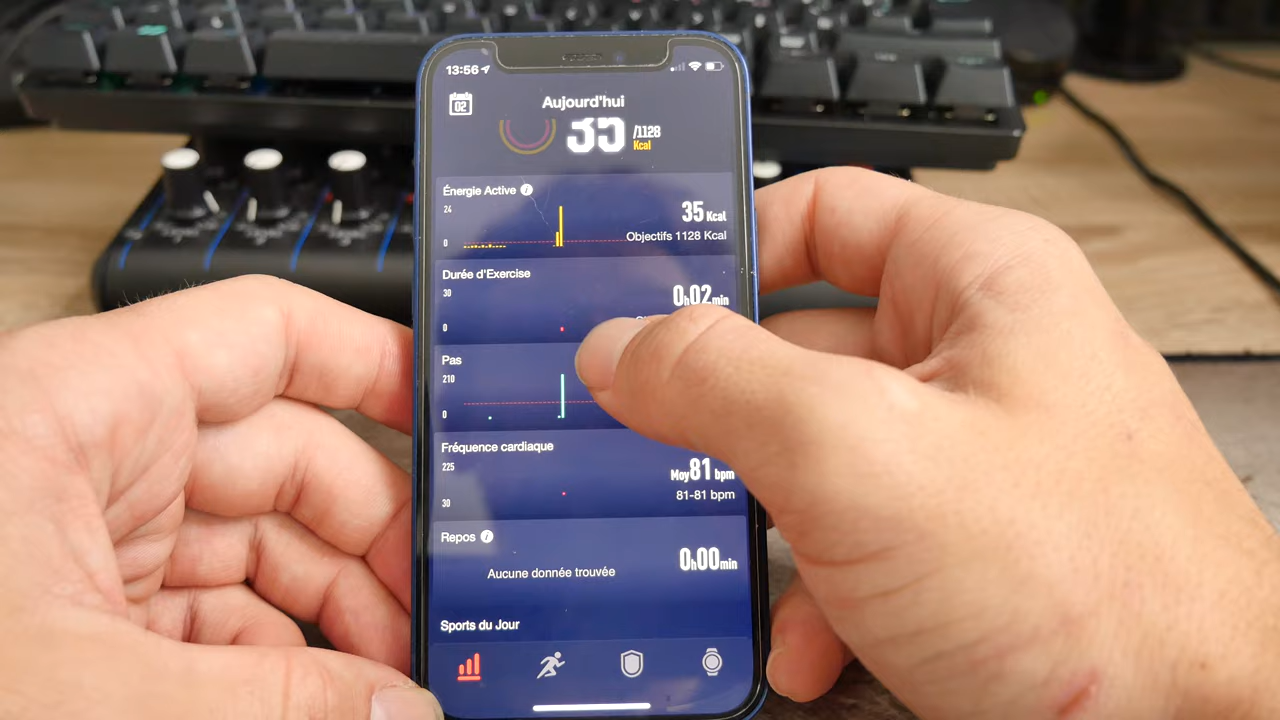 13:56
02
Aujourd'hui
35 /1128
Kcal
Énergie Active i
24
35 Kcal
0
Objectifs 1128 Kcal
Durée d'Exercise
30
0h02min
0
Pas
210
0
Fréquence cardiaque
225
Moy81 bpm
81-81 bpm
30
Repos i
0h00min
Aucune donnée trouvée
Sports du Jour